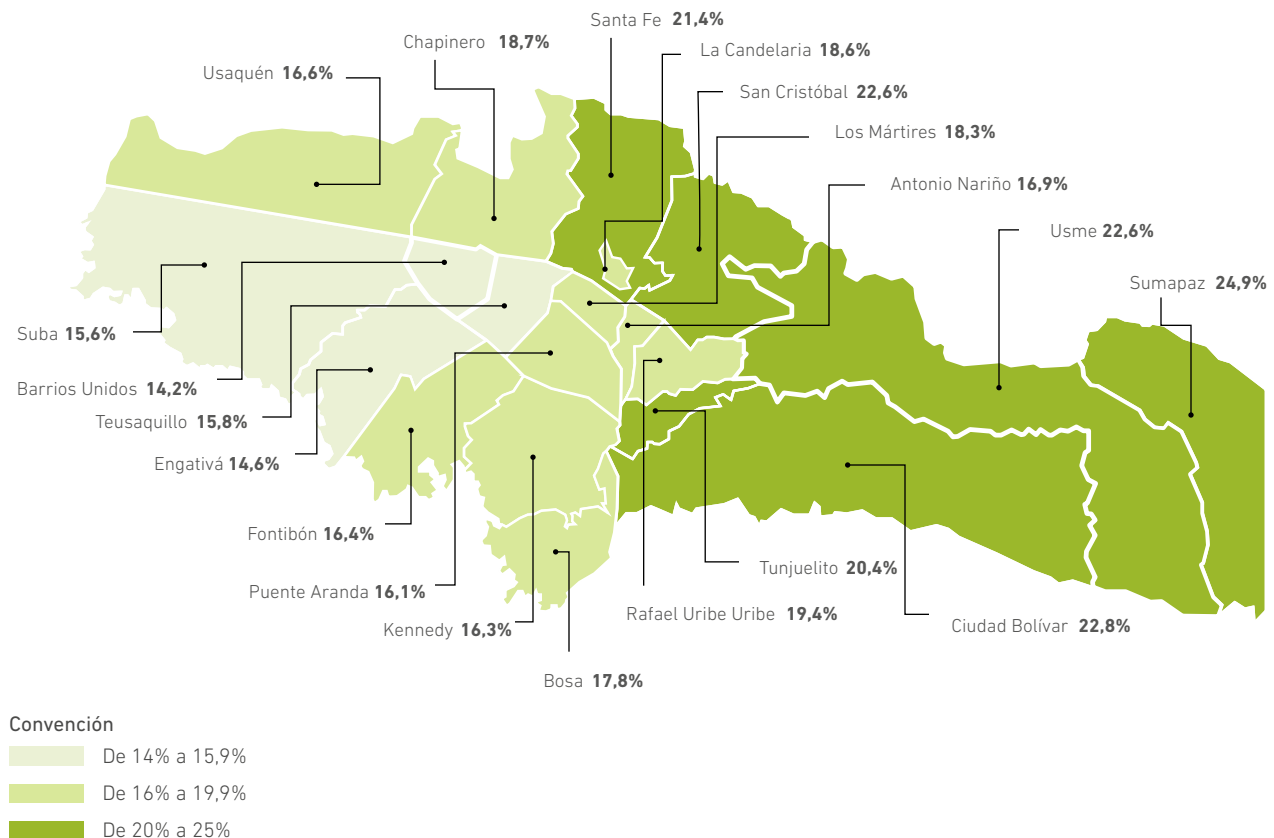 Santa Fe 21,4%
Chapinero 18,7%
La Candelaria 18,6%
Usaquén 16,6%
San Cristóbal 22,6%
Los Mártires 18,3%
Antonio Nariño 16,9%
Usme 22,6%
Sumapaz 24,9%
Suba 15,6%
Barrios Unidos 14,2%
Teusaquillo 15,8%
Engativá 14,6%
Fontibón 16,4%
Puente Aranda 16,1%
Kennedy 16,3%
Bosa 17,8%
Tunjuelito 20,4%
Rafael Uribe Uribe 19,4%
Ciudad Bolívar 22,8%
Convención
De 14% a 15,9%
De 16% a 19,9%
De 20% a 25%